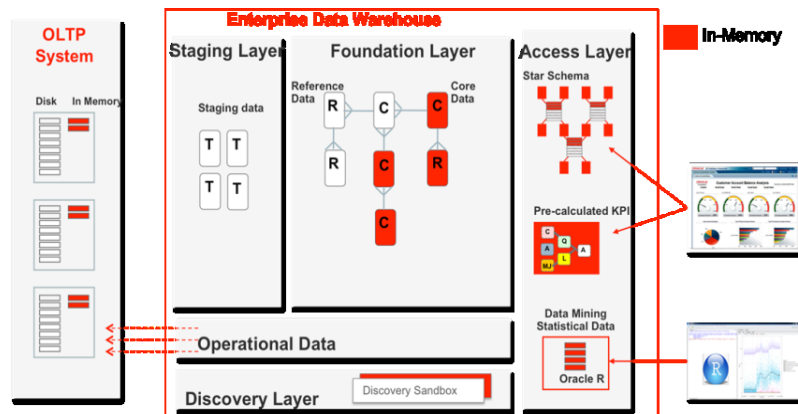 Enterprise Data Warehouse
OLTP
System
Disk
In Memory
Staging Layer
Staging data
T
T
T
T
Foundation Layer
Reference
Data
Core
Data
R
C
C
R
C
R
C
Access Layer
Star Schema
Pre-calculated KPI
C
Q
A
A
L
MJ
Data Mining
Statistical Data
Oracle R
Operational Data
Discovery Layer
Discovery Sandbox
In-Memory
R